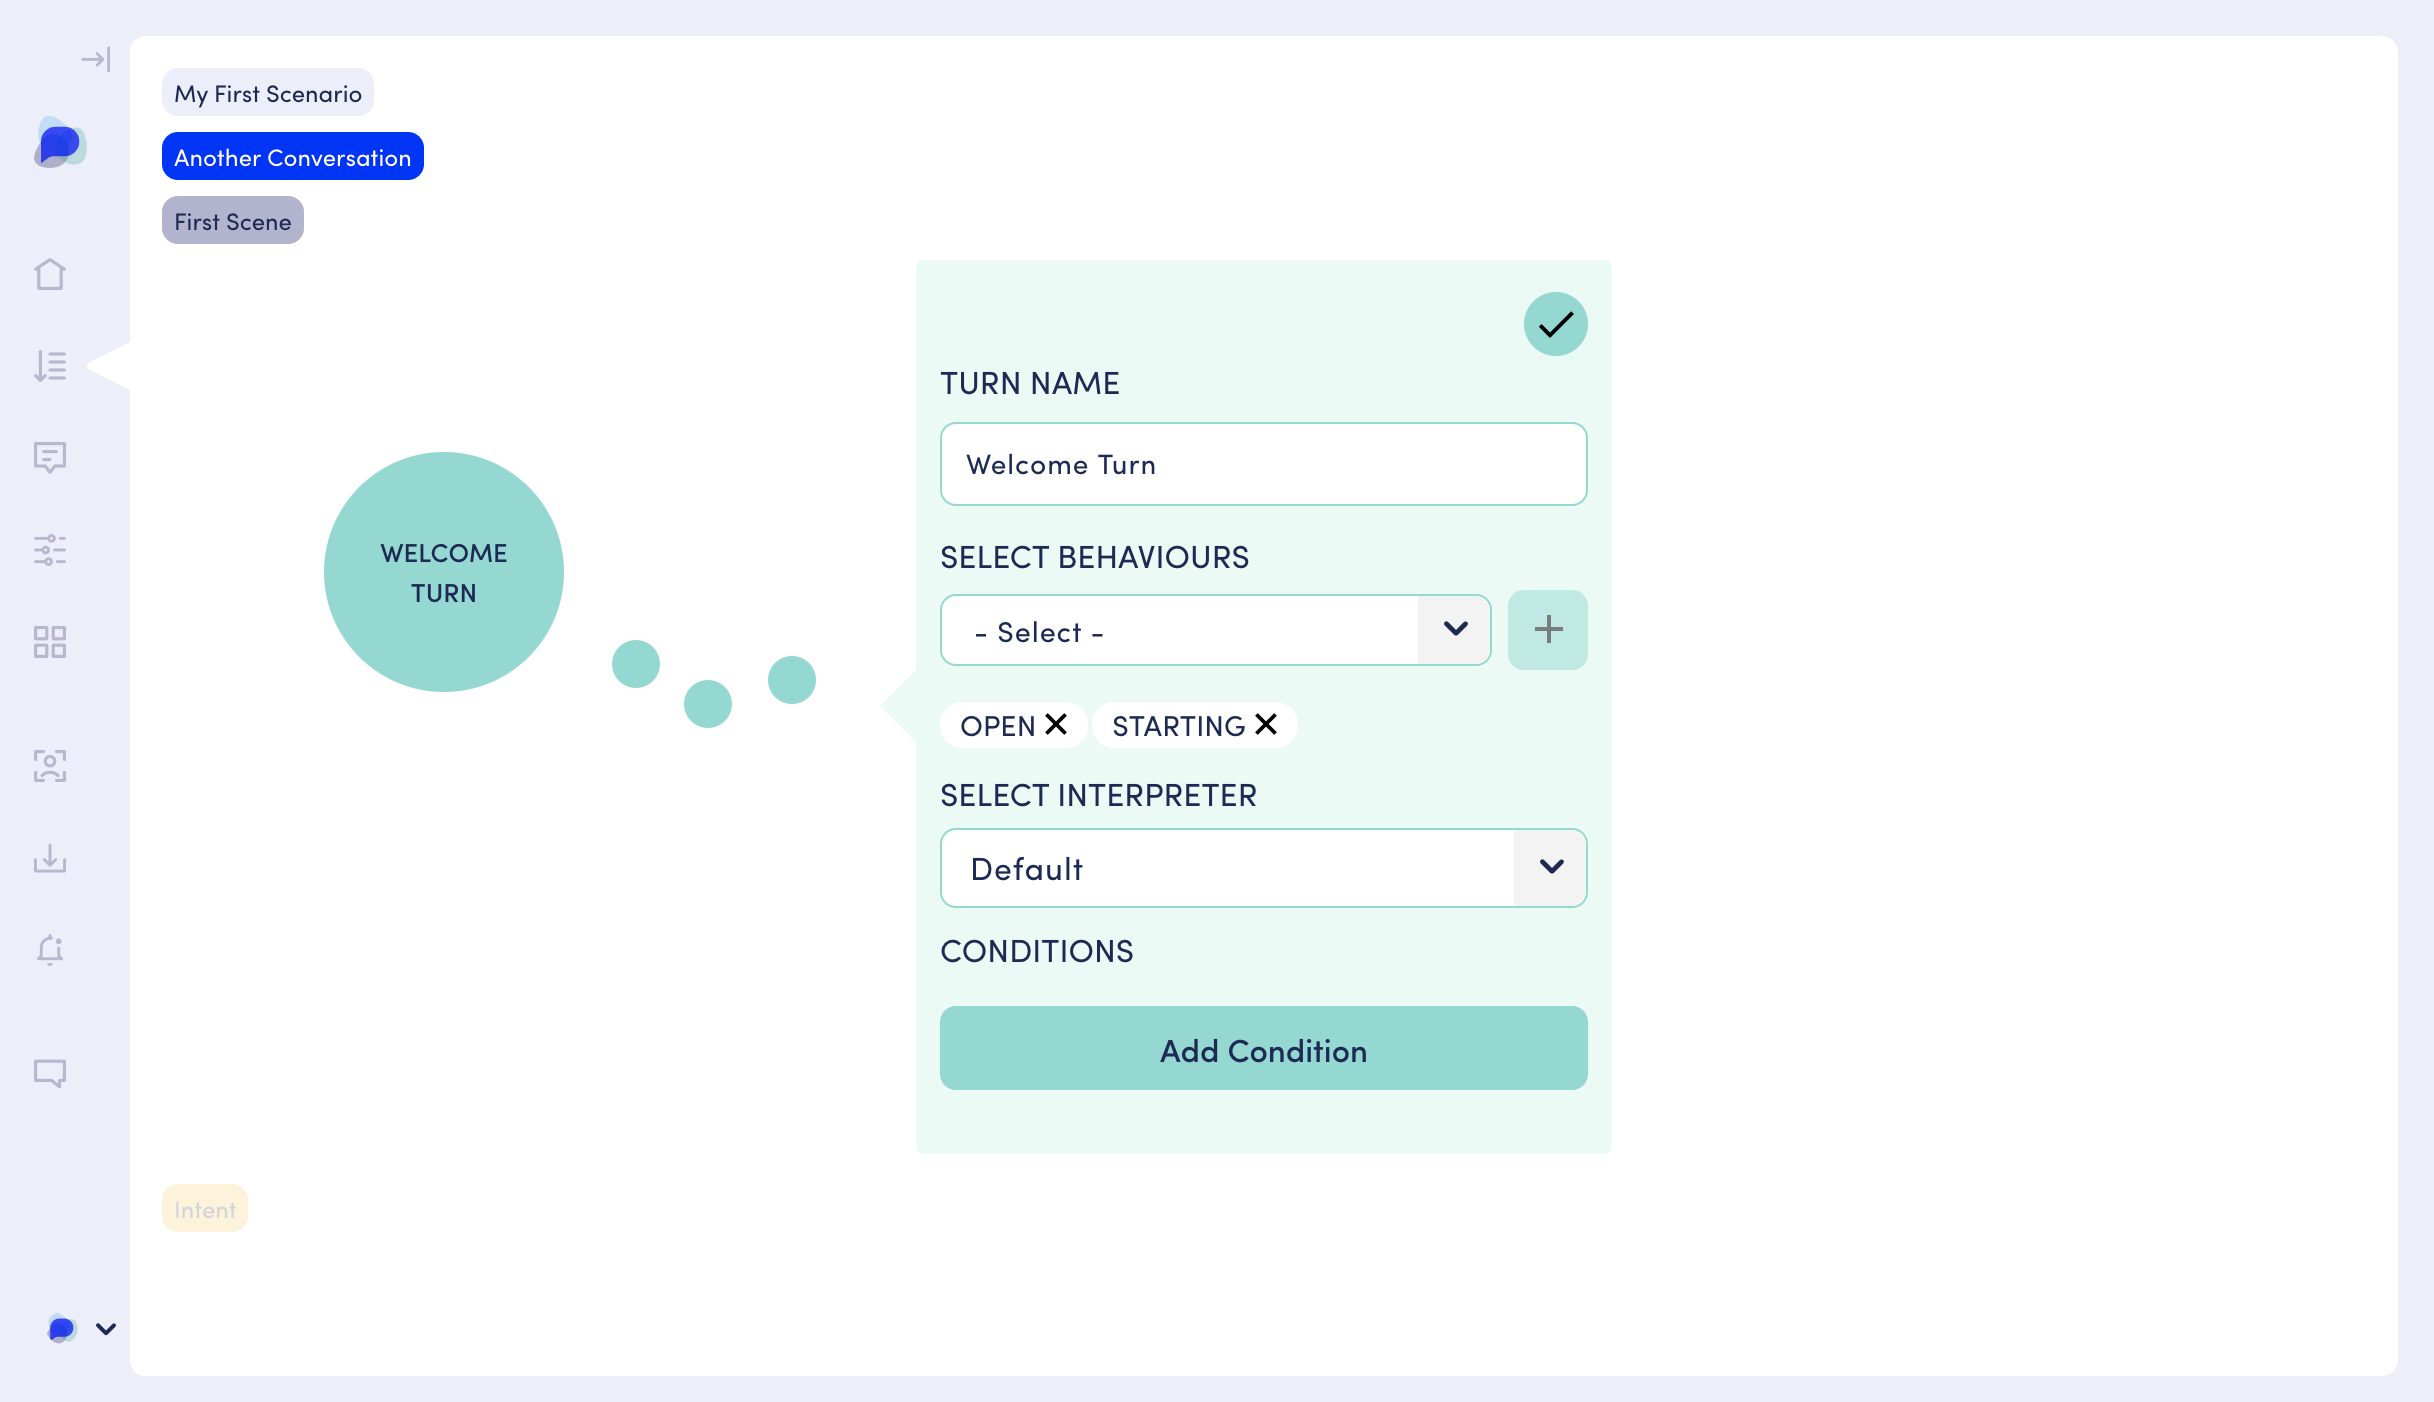 My First Scenario
Another Conversation
First Scene
WELCOME
TURN
TURN NAME
Welcome Turn
SELECT BEHAVIOURS
- Select -
OPEN STARTING
SELECT INTERPRETER
Default
CONDITIONS
Add Condition
Intent